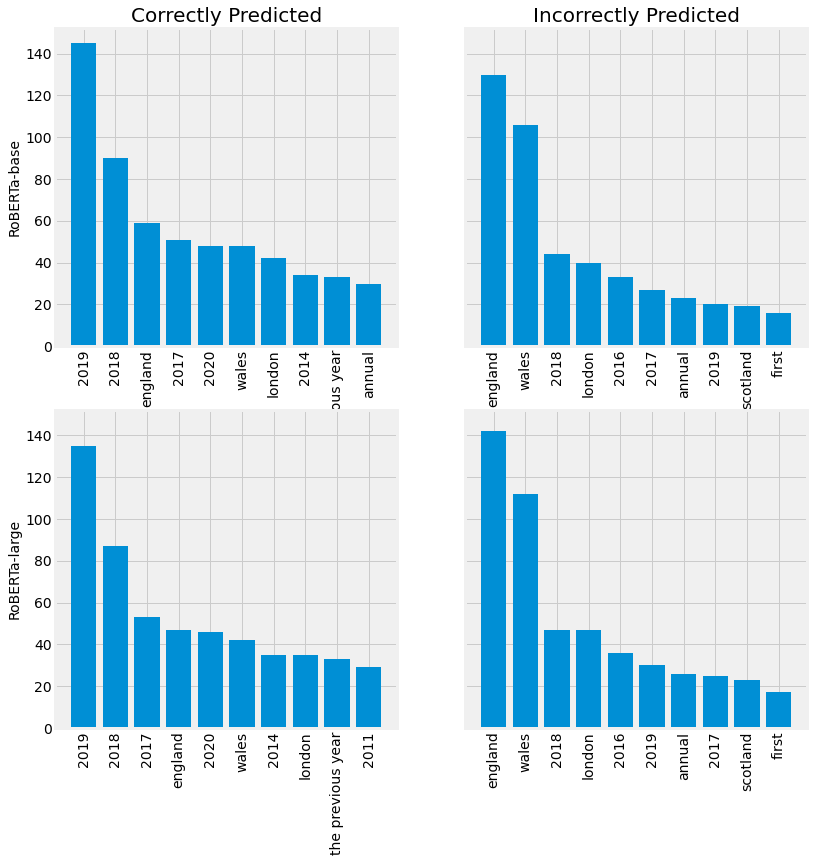 Correctly Predicted
Incorrectly Predicted
RoBERTa-base
140
120
100
80
60
40
20
0
2019
2018
england
2017
2020
wales
london
2014
ous year
annual
england
wales
2018
london
2016
2017
annual
2019
scotland
first
RoBERTa-large
140
120
100
80
60
40
20
0
2019
2018
2017
england
2020
wales
2014
london
the previous year
2011
england
wales
2018
london
2016
2019
annual
2017
scotland
first